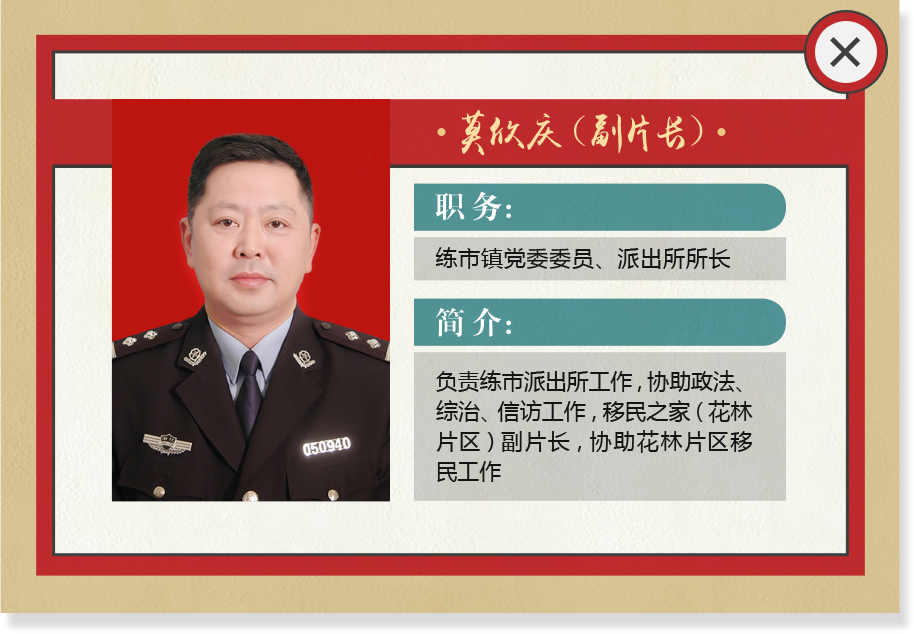 ·莫欣庆（副片长）·
职务：
练市镇党委委员、派出所所长
简介：
负责练市派出所工作，协助政法、
综治、信访工作，移民之家（花林
片区）副片长，协助花林片区移
民工作
050940